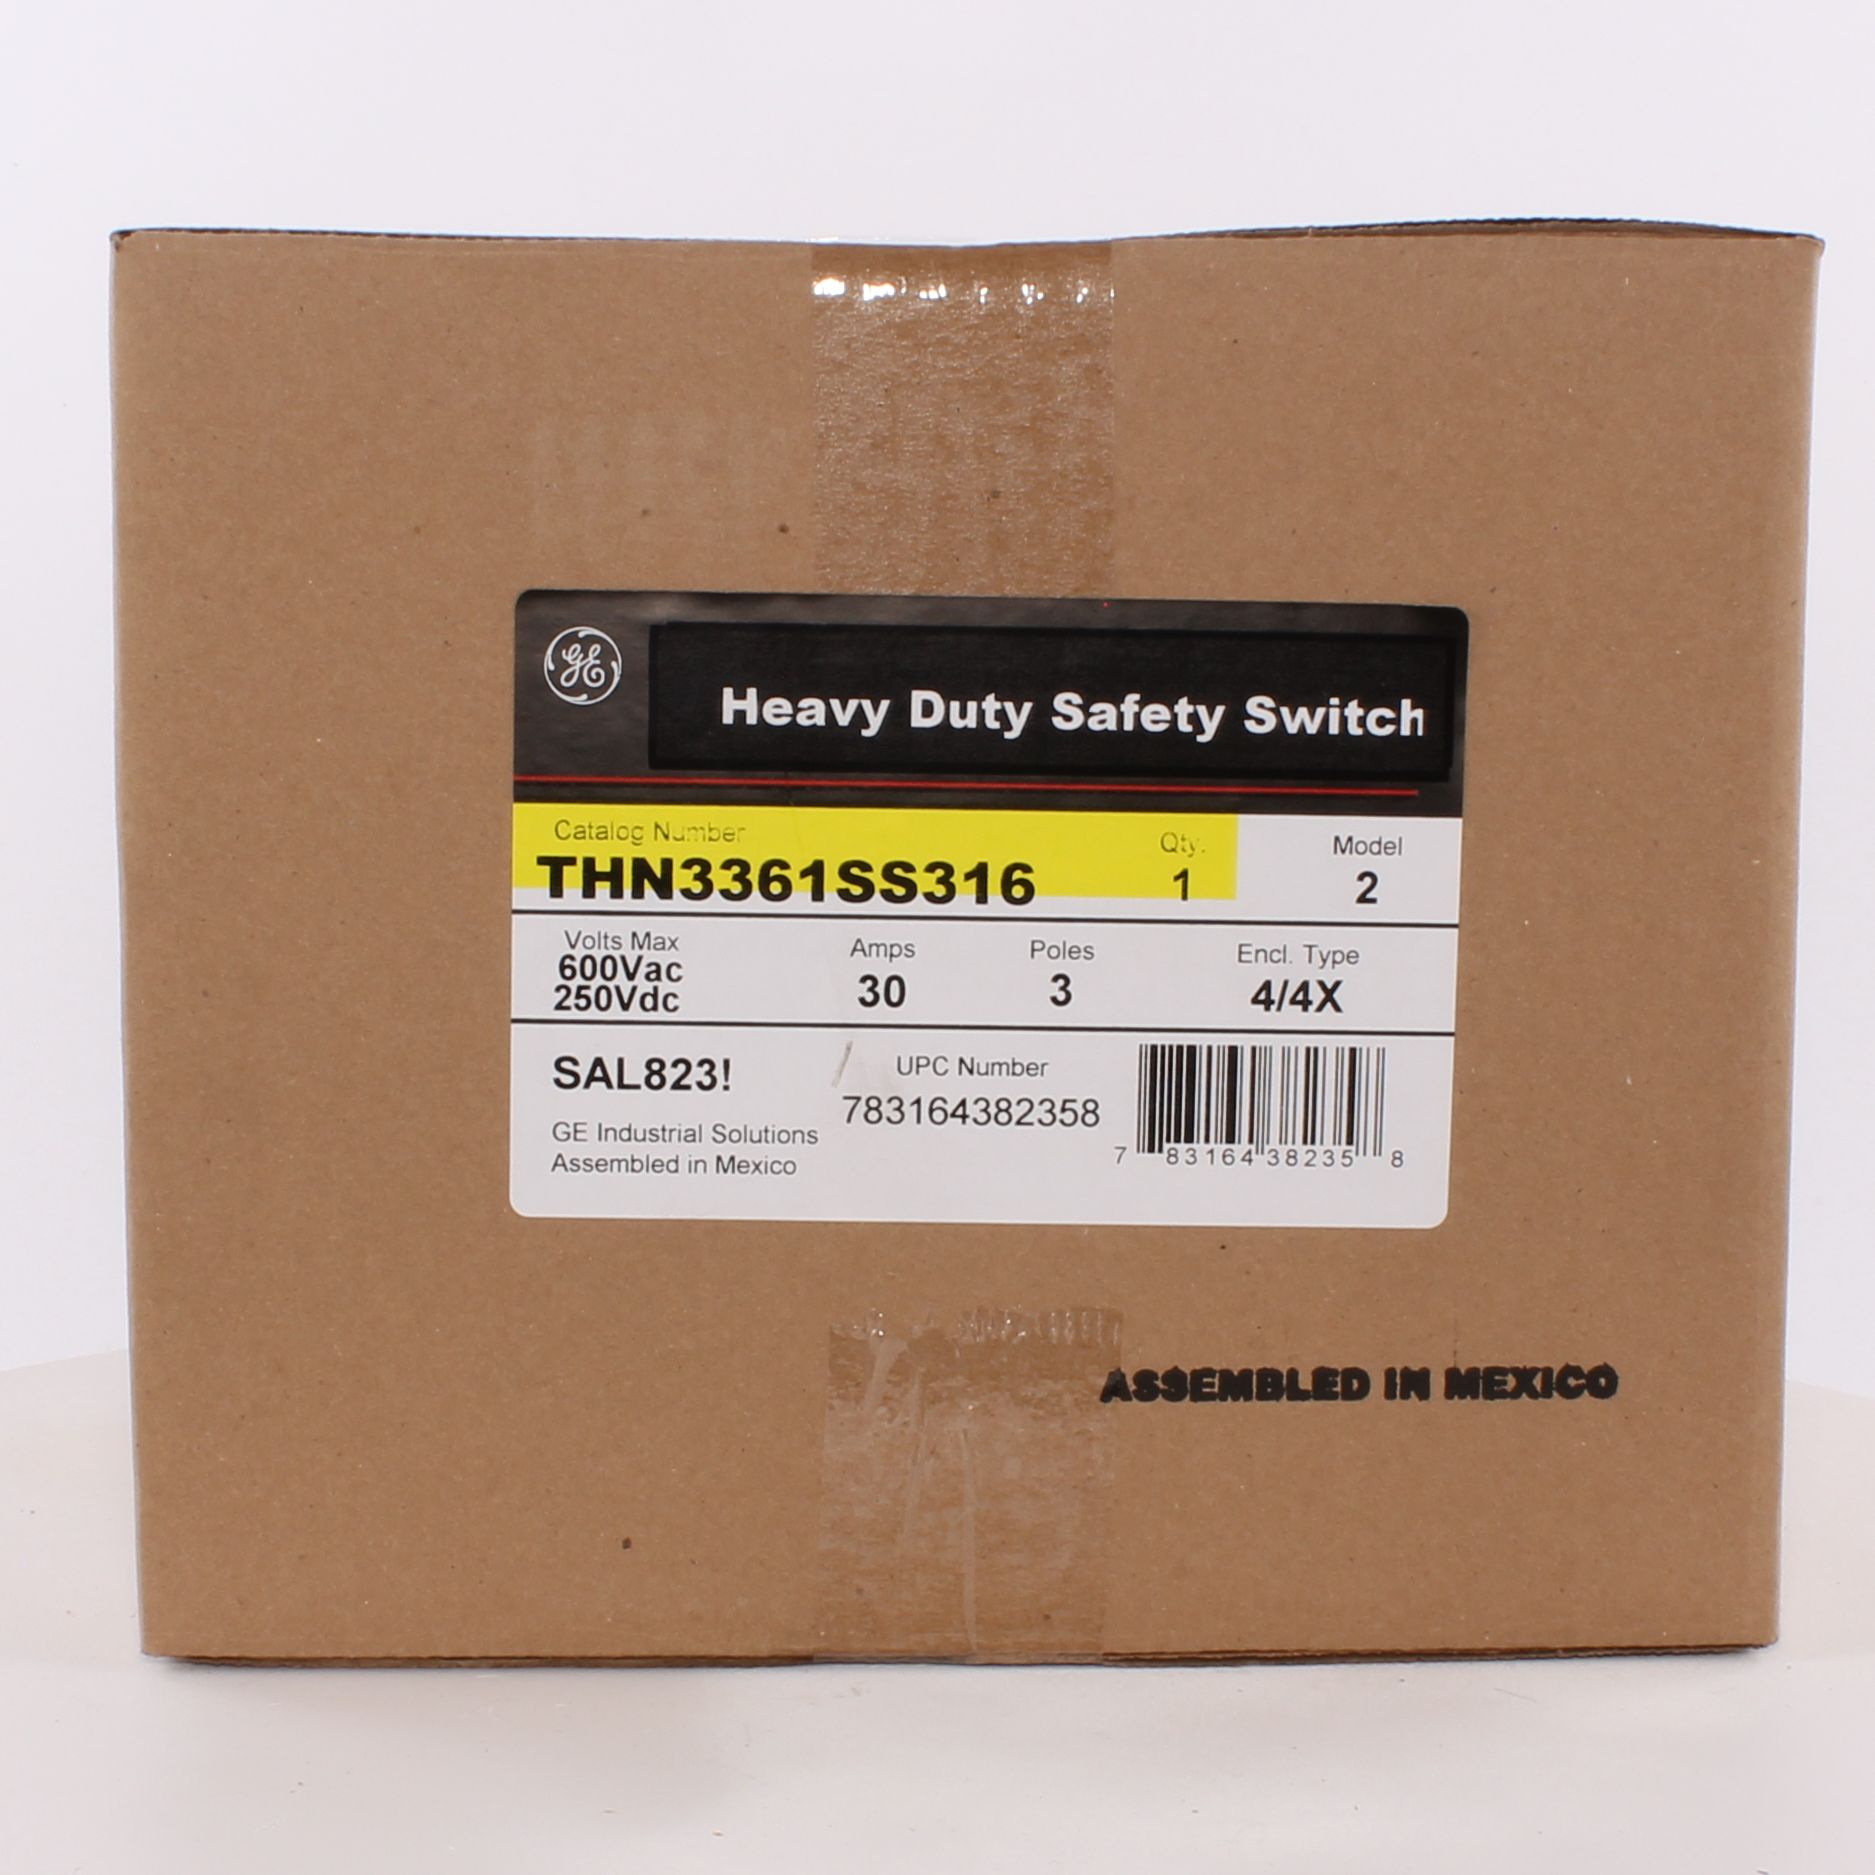 GE
Heavy Duty Safety Switch
Catalog Number Qty. Model
THN3361SS316 1 2
Volts Max Amps Poles Encl. Type
600Vac 30 3 4/4X
250Vdc
SAL823!
UPC Number
783164382358
GE Industrial Solutions
Assembled in Mexico
7 83164 38235 8
ASSEMBLED IN MEXICO